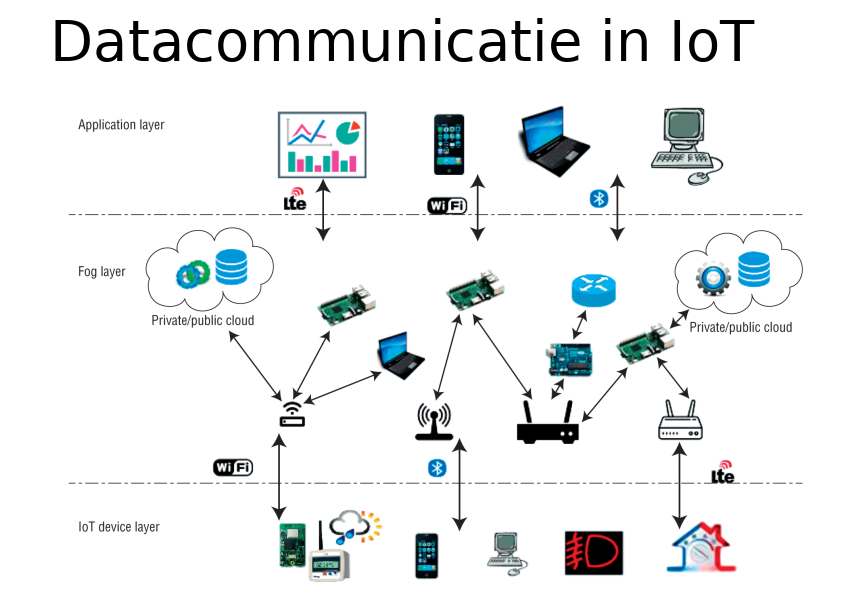 Datacommunicatie in IoT
Application layer
Lte
WiFi
Fog layer
Private/public cloud
Private/public cloud
WiFi
Lte
IoT device layer